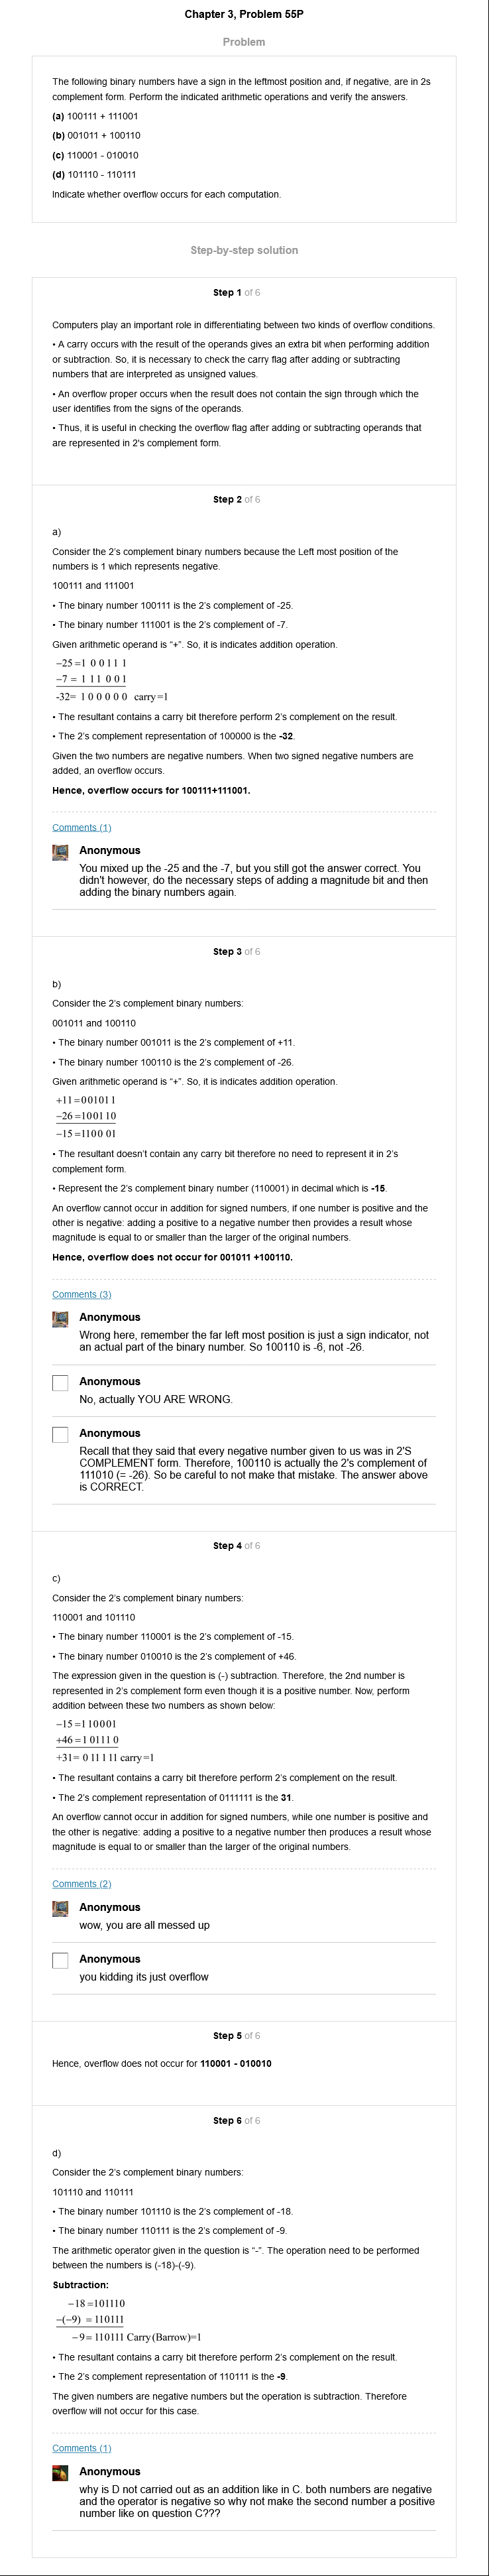 Chapter 3, Problem 55P
Problem
The following binary numbers have a sign in the leftmost position and, if negative, are in 2s
complement form. Perform the indicated arithmetic operations and verify the answers.
(a) 100111 + 111001
(b) 001011 + 100110
(c) 110001 - 010010
(d) 101110 - 110111
Indicate whether overflow occurs for each computation.
Step-by-step solution
Step 1 of 6
Computers play an important role in differentiating between two kinds of overflow conditions.
• A carry occurs with the result of the operands gives an extra bit when performing addition
or subtraction. So, it is necessary to check the carry flag after adding or subtracting
numbers that are interpreted as unsigned values.
• An overflow proper occurs when the result does not contain the sign through which the
user identifies from the signs of the operands.
• Thus, it is useful in checking the overflow flag after adding or subtracting operands that
are represented in 2's complement form.
Step 2 of 6
a)
Consider the 2's complement binary numbers because the Left most position of the
numbers is 1 which represents negative.
100111 and 111001
• The binary number 100111 is the 2's complement of -25.
• The binary number 111001 is the 2's complement of -7.
Given arithmetic operand is "+". So, it is indicates addition operation.
−25 =1 0 0 1 1 1
−7 = 1 1 1 0 0 1
-32= 1 0 0 0 0 0 carry=1
• The resultant contains a carry bit therefore perform 2's complement on the result.
• The 2's complement representation of 100000 is the -32.
Given the two numbers are negative numbers. When two signed negative numbers are
added, an overflow occurs.
Hence, overflow occurs for 100111+111001.
Comments (1)
Anonymous
You mixed up the -25 and the -7, but you still got the answer correct. You
didn't however, do the necessary steps of adding a magnitude bit and then
adding the binary numbers again.
Step 3 of 6
b)
Consider the 2's complement binary numbers:
001011 and 100110
• The binary number 001011 is the 2's complement of +11.
• The binary number 100110 is the 2's complement of -26.
Given arithmetic operand is "+". So, it is indicates addition operation.
+11 =001011
−26 =100110
−15 =1100 01
• The resultant doesn't contain any carry bit therefore no need to represent it in 2's
complement form.
• Represent the 2's complement binary number (110001) in decimal which is -15.
An overflow cannot occur in addition for signed numbers, if one number is positive and the
other is negative: adding a positive to a negative number then provides a result whose
magnitude is equal to or smaller than the larger of the original numbers.
Hence, overflow does not occur for 001011 +100110.
Comments (3)
Anonymous
Wrong here, remember the far left most position is just a sign indicator, not
an actual part of the binary number. So 100110 is -6, not -26.
Anonymous
No, actually YOU ARE WRONG.
Anonymous
Recall that they said that every negative number given to us was in 2'S
COMPLEMENT form. Therefore, 100110 is actually the 2's complement of
111010 (= -26). So be careful to not make that mistake. The answer above
is CORRECT.
Step 4 of 6
c)
Consider the 2's complement binary numbers:
110001 and 101110
• The binary number 110001 is the 2's complement of -15.
• The binary number 010010 is the 2's complement of +46.
The expression given in the question is (-) subtraction. Therefore, the 2nd number is
represented in 2's complement form even though it is a positive number. Now, perform
addition between these two numbers as shown below:
−15 =110001
+46 =1 0111 0
+31= 0 11 1 11 carry=1
• The resultant contains a carry bit therefore perform 2's complement on the result.
• The 2's complement representation of 0111111 is the 31.
An overflow cannot occur in addition for signed numbers, while one number is positive and
the other is negative: adding a positive to a negative number then produces a result whose
magnitude is equal to or smaller than the larger of the original numbers.
Comments (2)
Anonymous
wow, you are all messed up
Anonymous
you kidding its just overflow
Step 5 of 6
Hence, overflow does not occur for 110001 - 010010
Step 6 of 6
d)
Consider the 2's complement binary numbers:
101110 and 110111
• The binary number 101110 is the 2's complement of -18.
• The binary number 110111 is the 2's complement of -9.
The arithmetic operator given in the question is "-". The operation need to be performed
between the numbers is (-18)-(-9).
Subtraction:
−18 =101110
−(−9) = 110111
−9= 110111 Carry(Barrow)=1
• The resultant contains a carry bit therefore perform 2's complement on the result.
• The 2's complement representation of 110111 is the -9.
The given numbers are negative numbers but the operation is subtraction. Therefore
overflow will not occur for this case.
Comments (1)
Anonymous
why is D not carried out as an addition like in C. both numbers are negative
and the operator is negative so why not make the second number a positive
number like on question C???